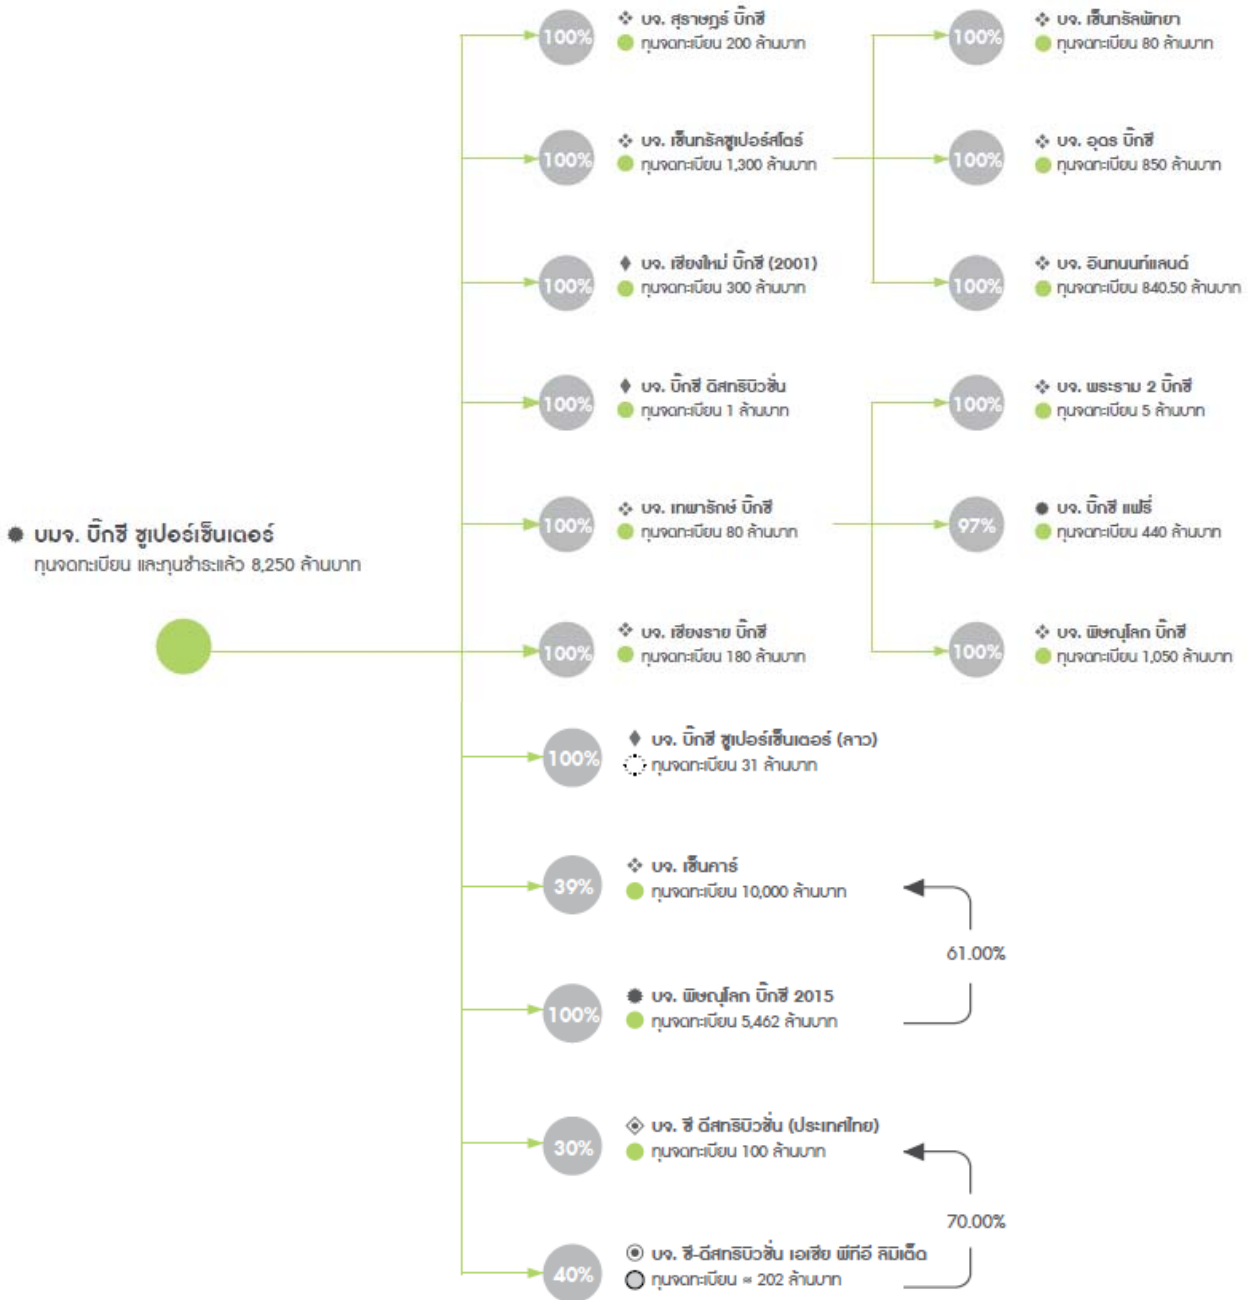 บมจ. บิ๊กซี ซูเปอร์เซ็นเตอร์
ทุนจดทะเบียน และทุนชำระแล้ว 8,250 ล้านบาท
100%
บจ. สุราษฎร์ บิ๊กซี
ทุนจดทะเบียน 200 ล้านบาท
100%
บจ. เซ็นทรัลซูเปอร์สโตร์
ทุนจดทะเบียน 1,300 ล้านบาท
100%
บจ. เซ็นทรัลพัทยา
ทุนจดทะเบียน 80 ล้านบาท
100%
บจ. อุดร บิ๊กซี
ทุนจดทะเบียน 850 ล้านบาท
100%
บจ. อินทนนท์แลนด์
ทุนจดทะเบียน 840.50 ล้านบาท
100%
บจ. เชียงใหม่ บิ๊กซี (2001)
ทุนจดทะเบียน 300 ล้านบาท
100%
บจ. บิ๊กซี ดิสทริบิวชั่น
ทุนจดทะเบียน 1 ล้านบาท
100%
บจ. เทพารักษ์ บิ๊กซี
ทุนจดทะเบียน 80 ล้านบาท
100%
บจ. พระราม 2 บิ๊กซี
ทุนจดทะเบียน 5 ล้านบาท
97%
บจ. บิ๊กซี แฟรี่
ทุนจดทะเบียน 440 ล้านบาท
100%
บจ. พิษณุโลก บิ๊กซี
ทุนจดทะเบียน 1,050 ล้านบาท
100%
บจ. เชียงราย บิ๊กซี
ทุนจดทะเบียน 180 ล้านบาท
100%
บจ. บิ๊กซี ซูเปอร์เซ็นเตอร์ (ลาว)
ทุนจดทะเบียน 31 ล้านบาท
39%
บจ. เซ็นคาร์
ทุนจดทะเบียน 10,000 ล้านบาท
61.00%
100%
บจ. พิษณุโลก บิ๊กซี 2015
ทุนจดทะเบียน 5,462 ล้านบาท
30%
บจ. ซี ดีสทริบิวชั่น (ประเทศไทย)
ทุนจดทะเบียน 100 ล้านบาท
70.00%
40%
บจ. ซี-ดีสทริบิวชั่น เอเชีย พีทีอี ลิมิเต็ด
ทุนจดทะเบียน ≈ 202 ล้านบาท